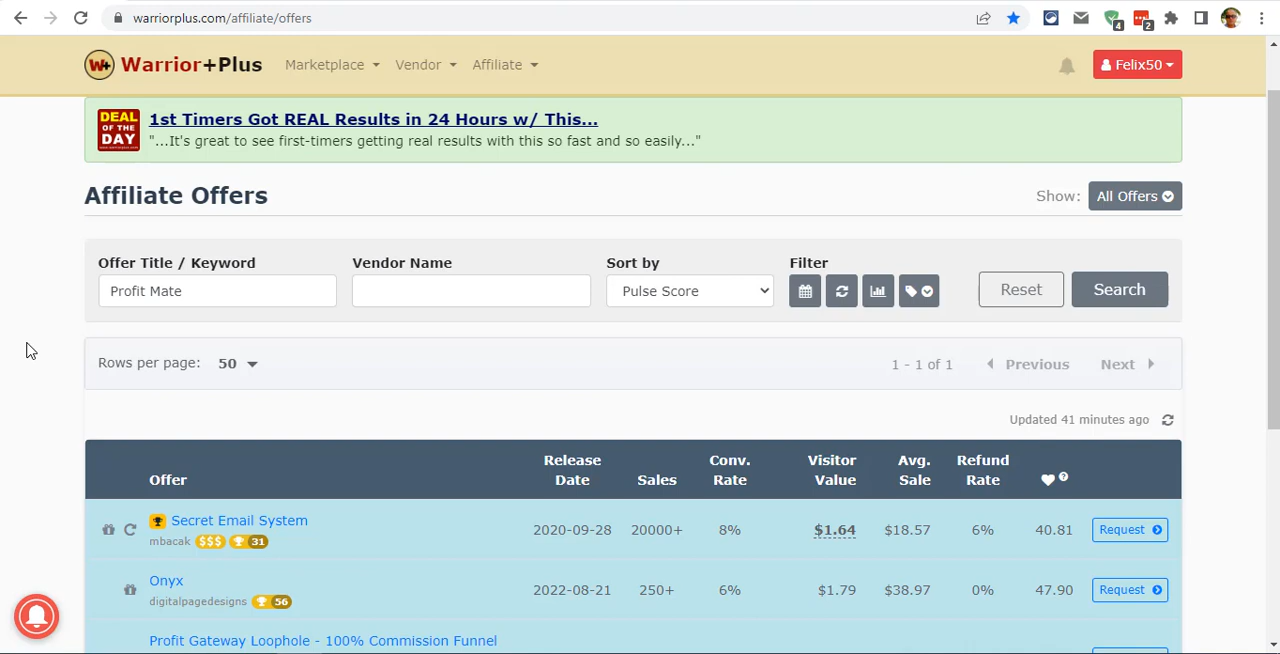 warriorplus.com/affiliate/offers
4
2
W+ Warrior+Plus Marketplace Vendor Affiliate Felix50
DEAL OF THE DAY
1st Timers Got REAL Results in 24 Hours w/ This...
"...It's great to see first-timers getting real results with this so fast and so easily..."
Affiliate Offers Show: All Offers
Offer Title / Keyword Vendor Name Sort by Filter
Profit Mate Pulse Score Reset Search
Rows per page: 50 1 - 1 of 1 Previous Next
Updated 41 minutes ago
Offer Release Date Sales Conv. Rate Visitor Value Avg. Sale Refund Rate
Secret Email System 2020-09-28 20000+ 8% $1.64 $18.57 6% 40.81 Request
mbacak $$$ 31
Onyx 2022-08-21 250+ 6% $1.79 $38.97 0% 47.90 Request
digitalpagedesigns 56
Profit Gateway Loophole - 100% Commission Funnel